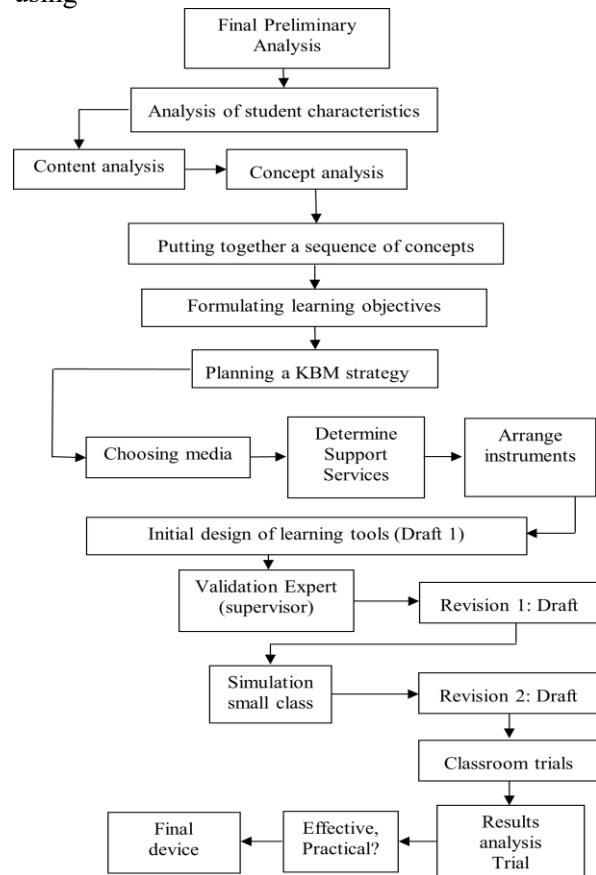 using
Final Preliminary
Analysis
Analysis of student characteristics
Content analysis
Concept analysis
Putting together a sequence of concepts
Formulating learning objectives
Planning a KBM strategy
Choosing media
Determine
Support
Services
Arrange
instruments
Initial design of learning tools (Draft 1)
Validation Expert
(supervisor)
Revision 1: Draft
Simulation
small class
Revision 2: Draft
Classroom trials
Final
device
Effective,
Practical?
Results
analysis
Trial